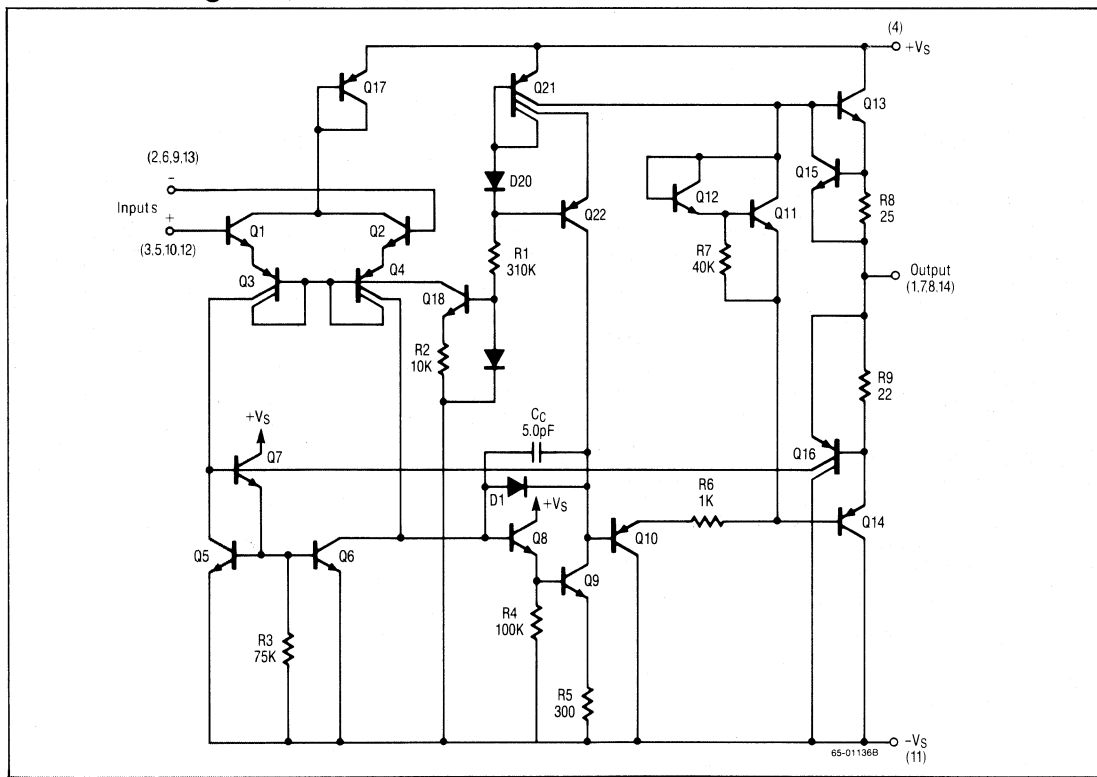 (4)
+Vs
Q17
Q21
Q13
(2,6,9,13)
−
Inputs
+
(3,5,10,12)
D20
Q12
Q11
Q15
R8
25
Q1
Q2
Q22
R1
310K
R7
40K
Output
(1,7,8,14)
Q3
Q4
Q18
R2
10K
R9
22
+Vs
Cc
5.0pF
Q7
Q16
D1
+Vs
R6
1K
Q5
Q6
Q8
Q10
Q14
Q9
R3
75K
R4
100K
R5
300
65-01136B
−Vs
(11)